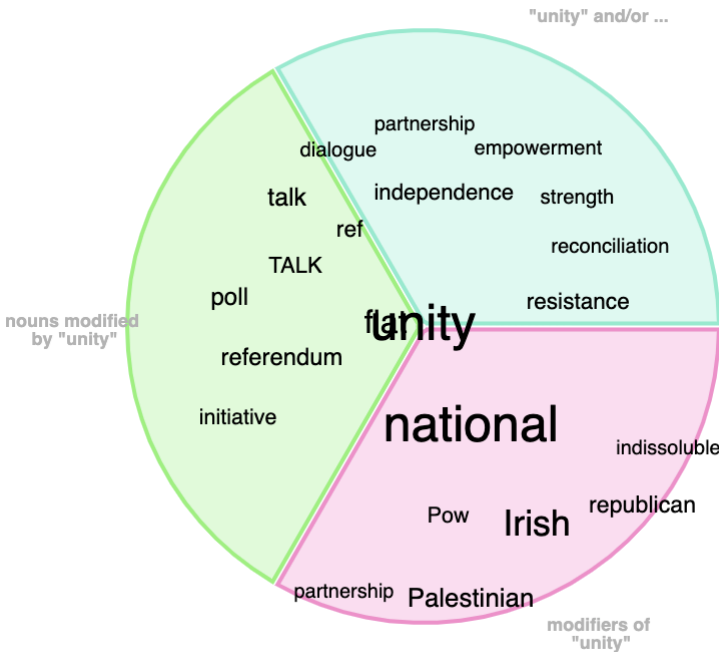 "unity" and/or ...
partnership
dialogue
empowerment
talk
independence
strength
ref
reconciliation
TALK
poll
resistance
nouns modified
by "unity"
unity
referendum
initiative
national
indissoluble
republican
Pow
Irish
partnership
Palestinian
modifiers of
"unity"